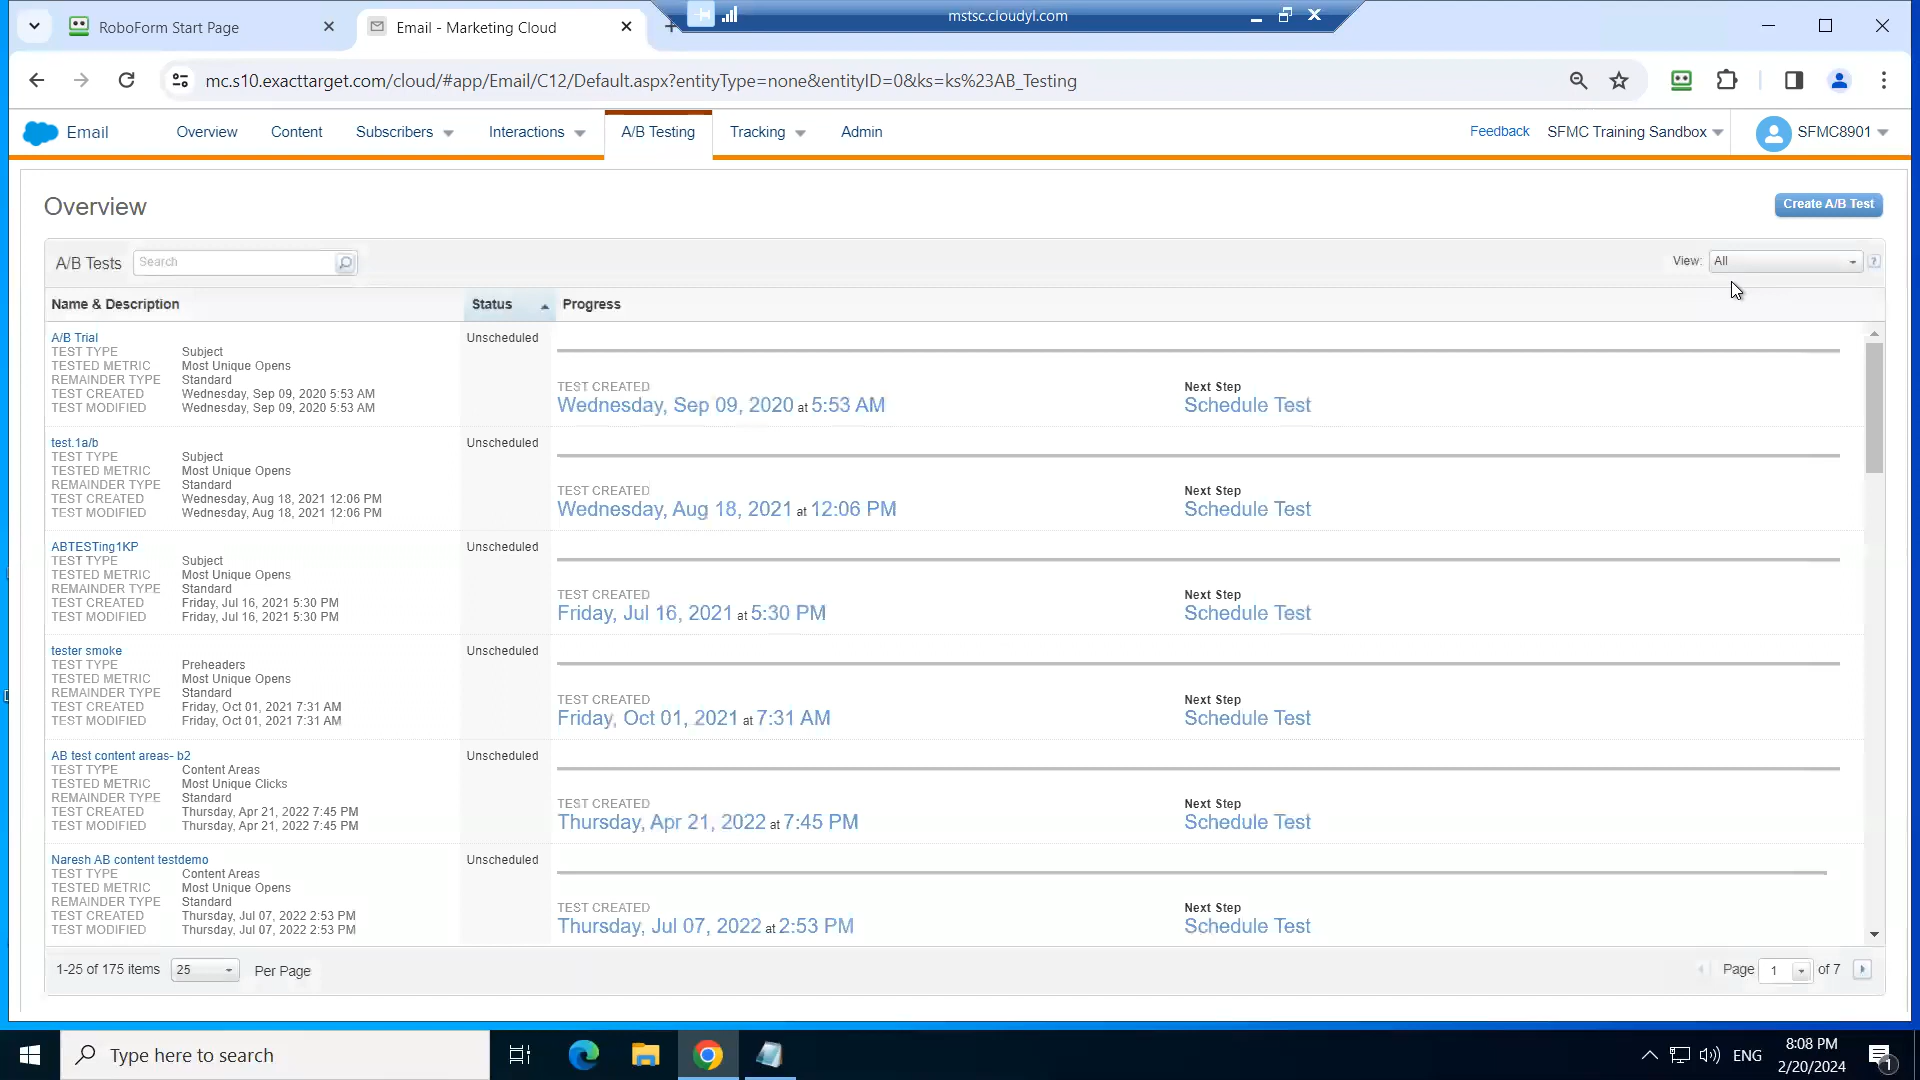 RoboForm Start Page
Email - Marketing Cloud
mstsc.cloudyl.com
mc.s10.exacttarget.com/cloud/#app/Email/C12/Default.aspx?entityType=none&entityID=0&ks=ks%23AB_Testing
Email
Overview
Content
Subscribers
Interactions
A/B Testing
Tracking
Admin
Feedback
SFMC Training Sandbox
SFMC8901
Overview
Create A/B Test
A/B Tests
Search
View:
All
?
Name & Description
Status
Progress
A/B Trial
TEST TYPE Subject
TESTED METRIC Most Unique Opens
REMAINDER TYPE Standard
TEST CREATED Wednesday, Sep 09, 2020 5:53 AM
TEST MODIFIED Wednesday, Sep 09, 2020 5:53 AM
Unscheduled
TEST CREATED
Wednesday, Sep 09, 2020 at 5:53 AM
Next Step
Schedule Test
test.1a/b
TEST TYPE Subject
TESTED METRIC Most Unique Opens
REMAINDER TYPE Standard
TEST CREATED Wednesday, Aug 18, 2021 12:06 PM
TEST MODIFIED Wednesday, Aug 18, 2021 12:06 PM
Unscheduled
TEST CREATED
Wednesday, Aug 18, 2021 at 12:06 PM
Next Step
Schedule Test
ABTESTing1KP
TEST TYPE Subject
TESTED METRIC Most Unique Opens
REMAINDER TYPE Standard
TEST CREATED Friday, Jul 16, 2021 5:30 PM
TEST MODIFIED Friday, Jul 16, 2021 5:30 PM
Unscheduled
TEST CREATED
Friday, Jul 16, 2021 at 5:30 PM
Next Step
Schedule Test
tester smoke
TEST TYPE Preheaders
TESTED METRIC Most Unique Opens
REMAINDER TYPE Standard
TEST CREATED Friday, Oct 01, 2021 7:31 AM
TEST MODIFIED Friday, Oct 01, 2021 7:31 AM
Unscheduled
TEST CREATED
Friday, Oct 01, 2021 at 7:31 AM
Next Step
Schedule Test
AB test content areas- b2
TEST TYPE Content Areas
TESTED METRIC Most Unique Clicks
REMAINDER TYPE Standard
TEST CREATED Thursday, Apr 21, 2022 7:45 PM
TEST MODIFIED Thursday, Apr 21, 2022 7:45 PM
Unscheduled
TEST CREATED
Thursday, Apr 21, 2022 at 7:45 PM
Next Step
Schedule Test
Naresh AB content testdemo
TEST TYPE Content Areas
TESTED METRIC Most Unique Opens
REMAINDER TYPE Standard
TEST CREATED Thursday, Jul 07, 2022 2:53 PM
TEST MODIFIED Thursday, Jul 07, 2022 2:53 PM
Unscheduled
TEST CREATED
Thursday, Jul 07, 2022 at 2:53 PM
Next Step
Schedule Test
1-25 of 175 items
25
Per Page
Page 1 of 7
Type here to search
ENG
8:08 PM
2/20/2024
1